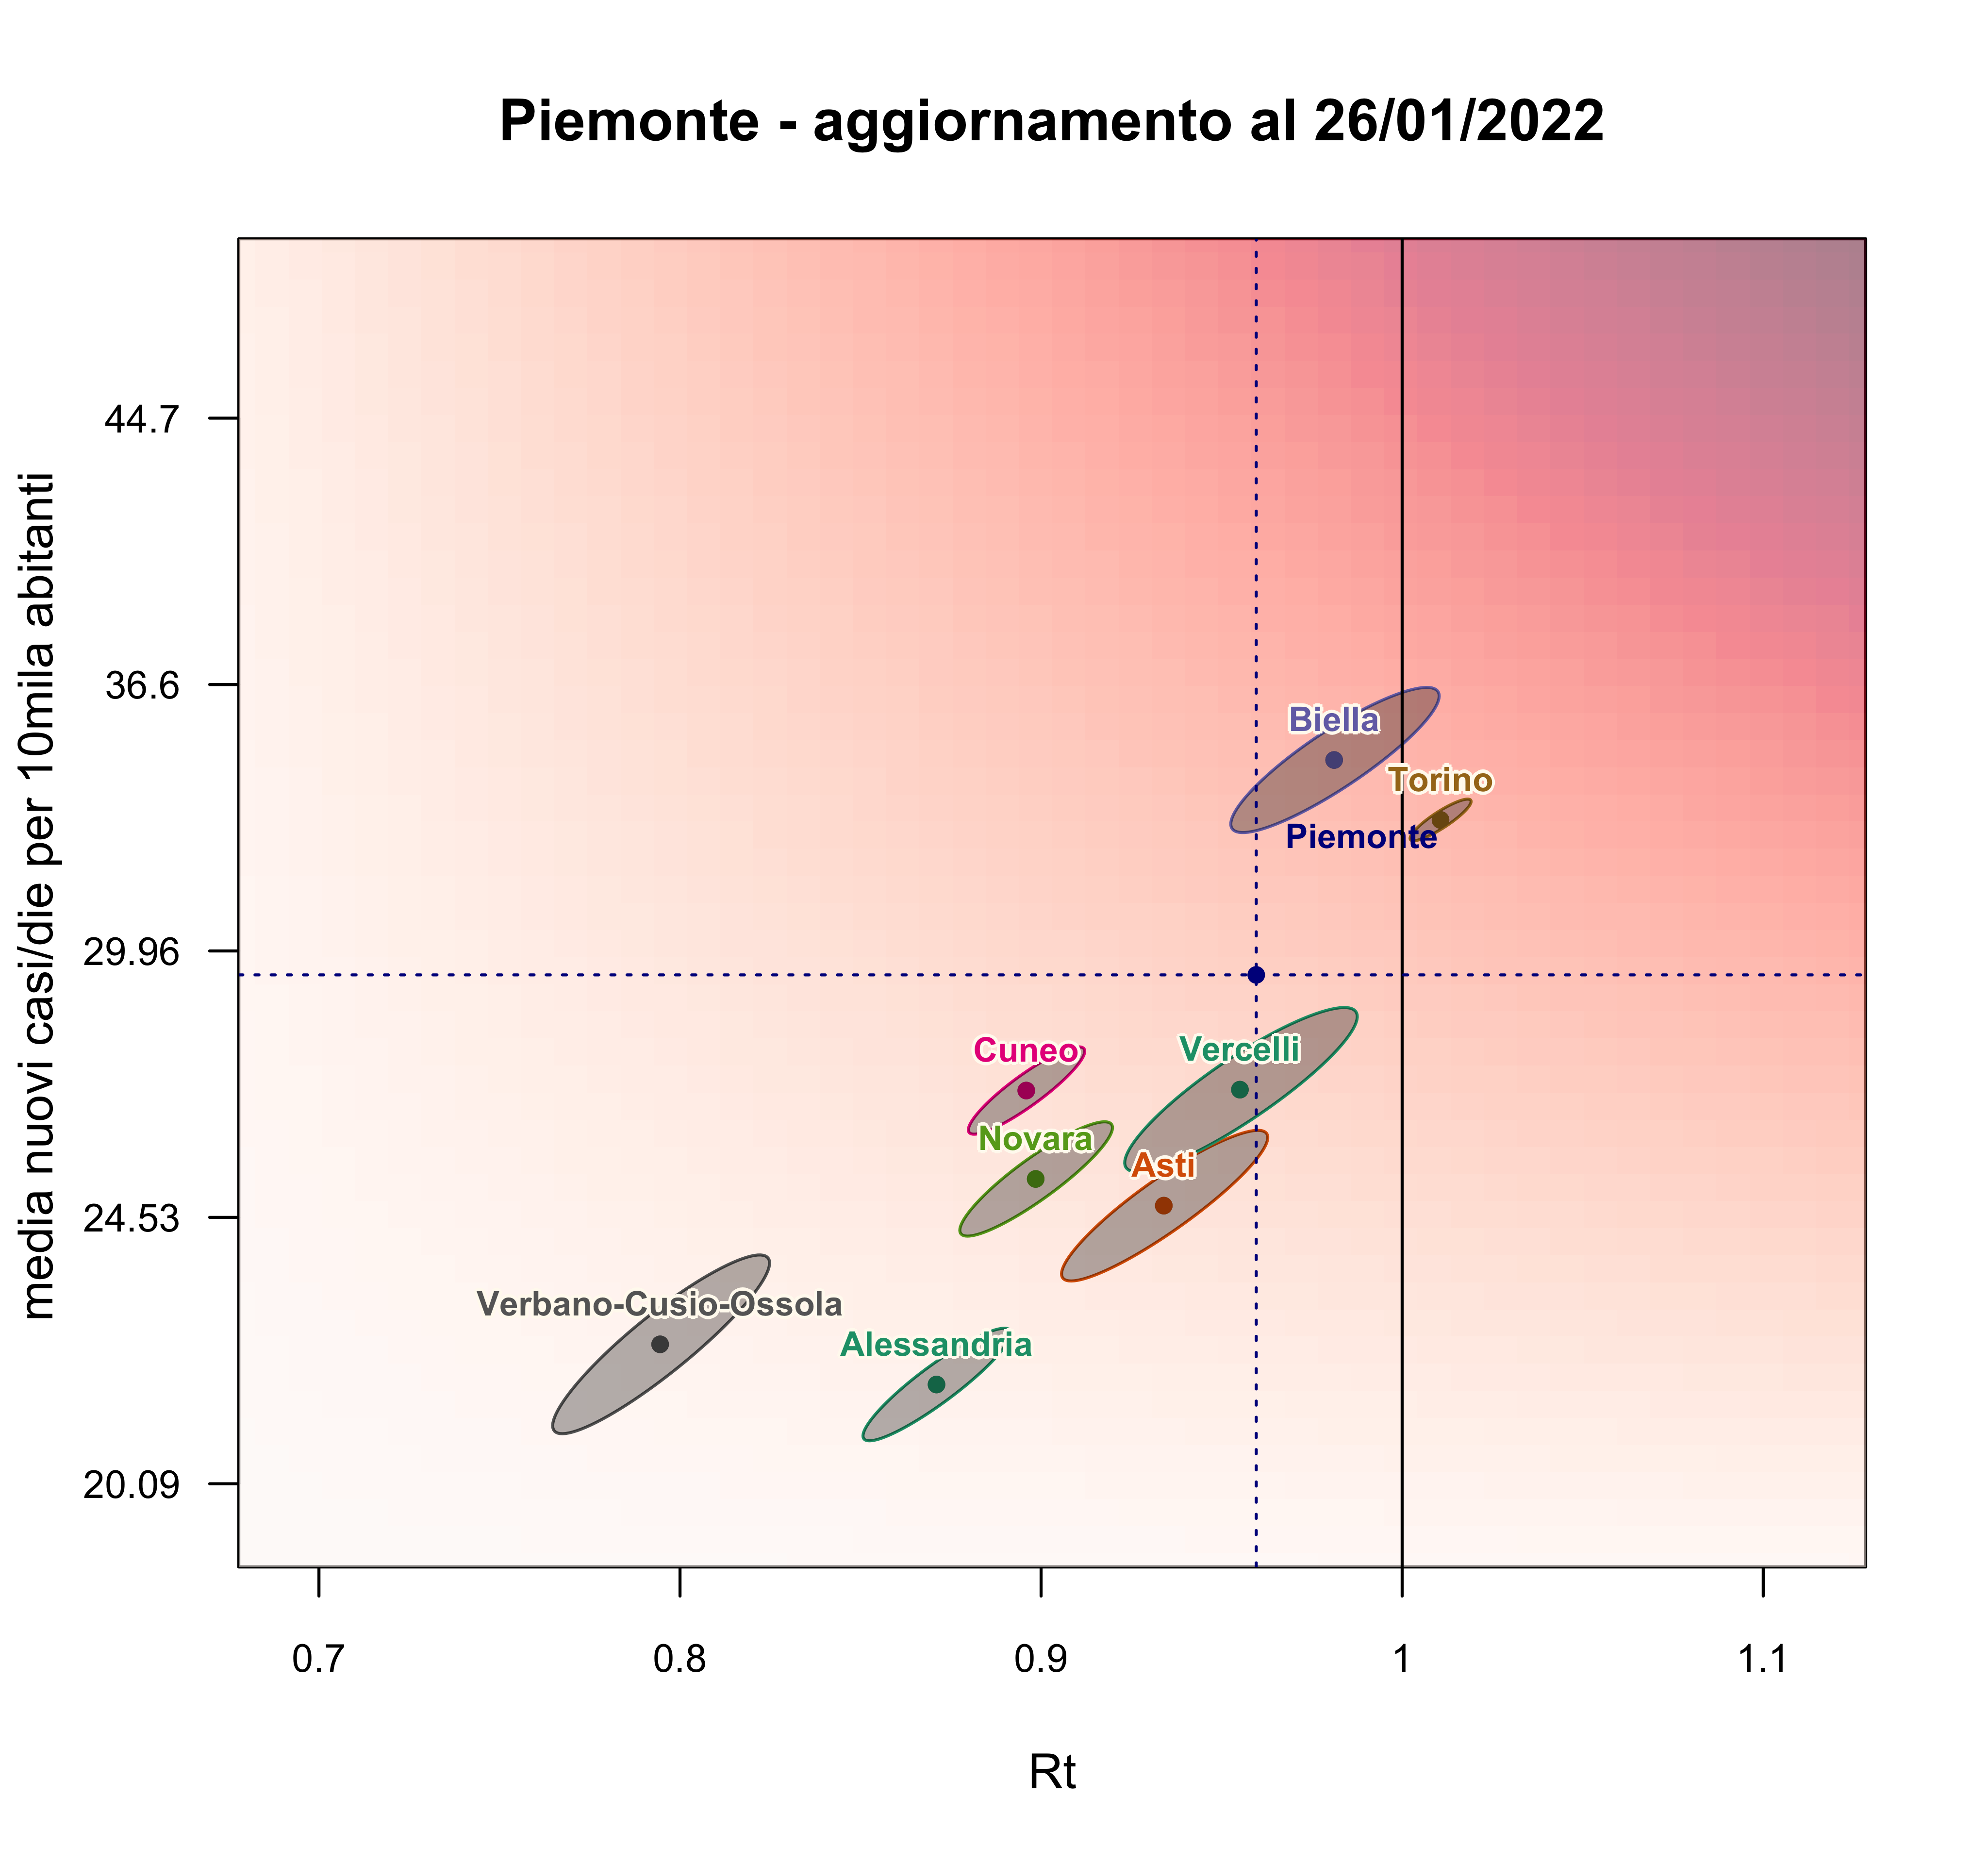 Piemonte - aggiornamento al 26/01/2022
media nuovi casi/die per 10mila abitanti
44.7
36.6
29.96
24.53
20.09
Biella
Torino
Piemonte
Cuneo
Vercelli
Novara
Asti
Verbano-Cusio-Ossola
Alessandria
0.7
0.8
0.9
1
1.1
Rt